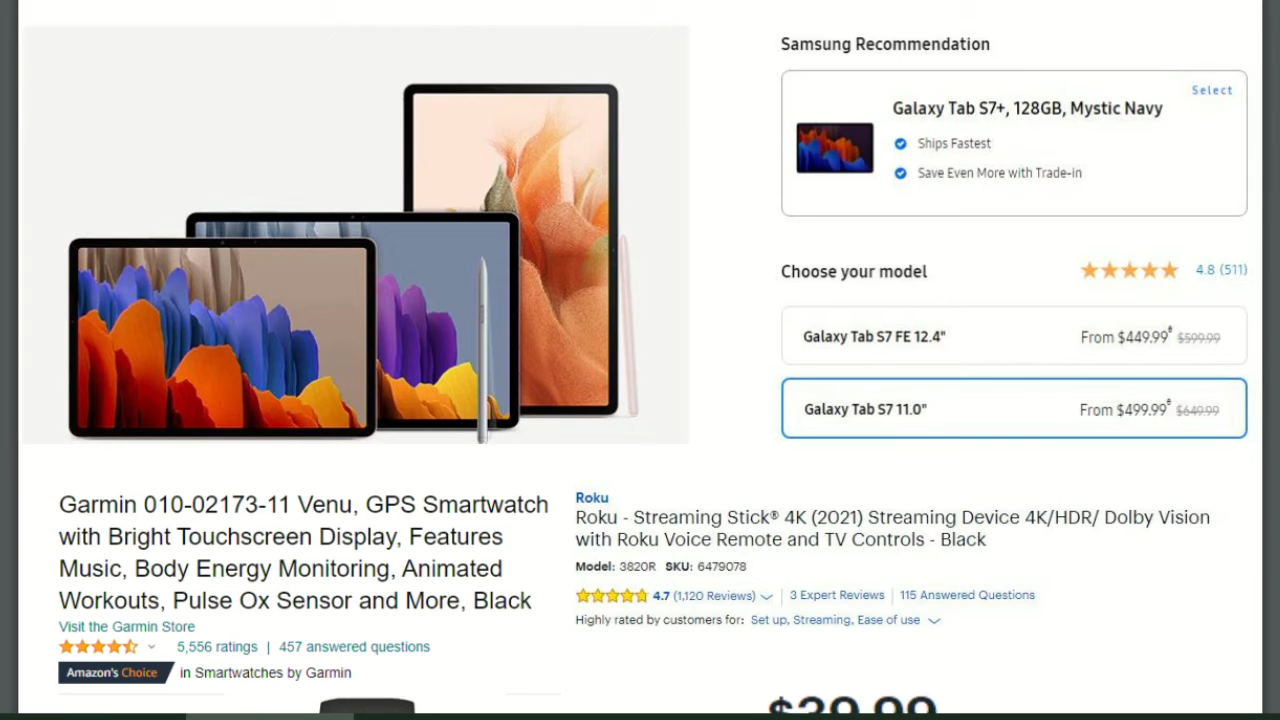 Samsung Recommendation
Select
Galaxy Tab S7+, 128GB, Mystic Navy
Ships Fastest
Save Even More with Trade-in
Choose your model
4.8 (511)
Galaxy Tab S7 FE 12.4" From $449.99 $599.99
Galaxy Tab S7 11.0" From $499.99 $649.99
Garmin 010-02173-11 Venu, GPS Smartwatch
with Bright Touchscreen Display, Features
Music, Body Energy Monitoring, Animated
Workouts, Pulse Ox Sensor and More, Black
Visit the Garmin Store
5,556 ratings | 457 answered questions
Amazon's Choice in Smartwatches by Garmin
Roku
Roku - Streaming Stick® 4K (2021) Streaming Device 4K/HDR/ Dolby Vision
with Roku Voice Remote and TV Controls - Black
Model: 3820R SKU: 6479078
4.7 (1,120 Reviews) | 3 Expert Reviews | 115 Answered Questions
Highly rated by customers for: Set up, Streaming, Ease of use
$39.99